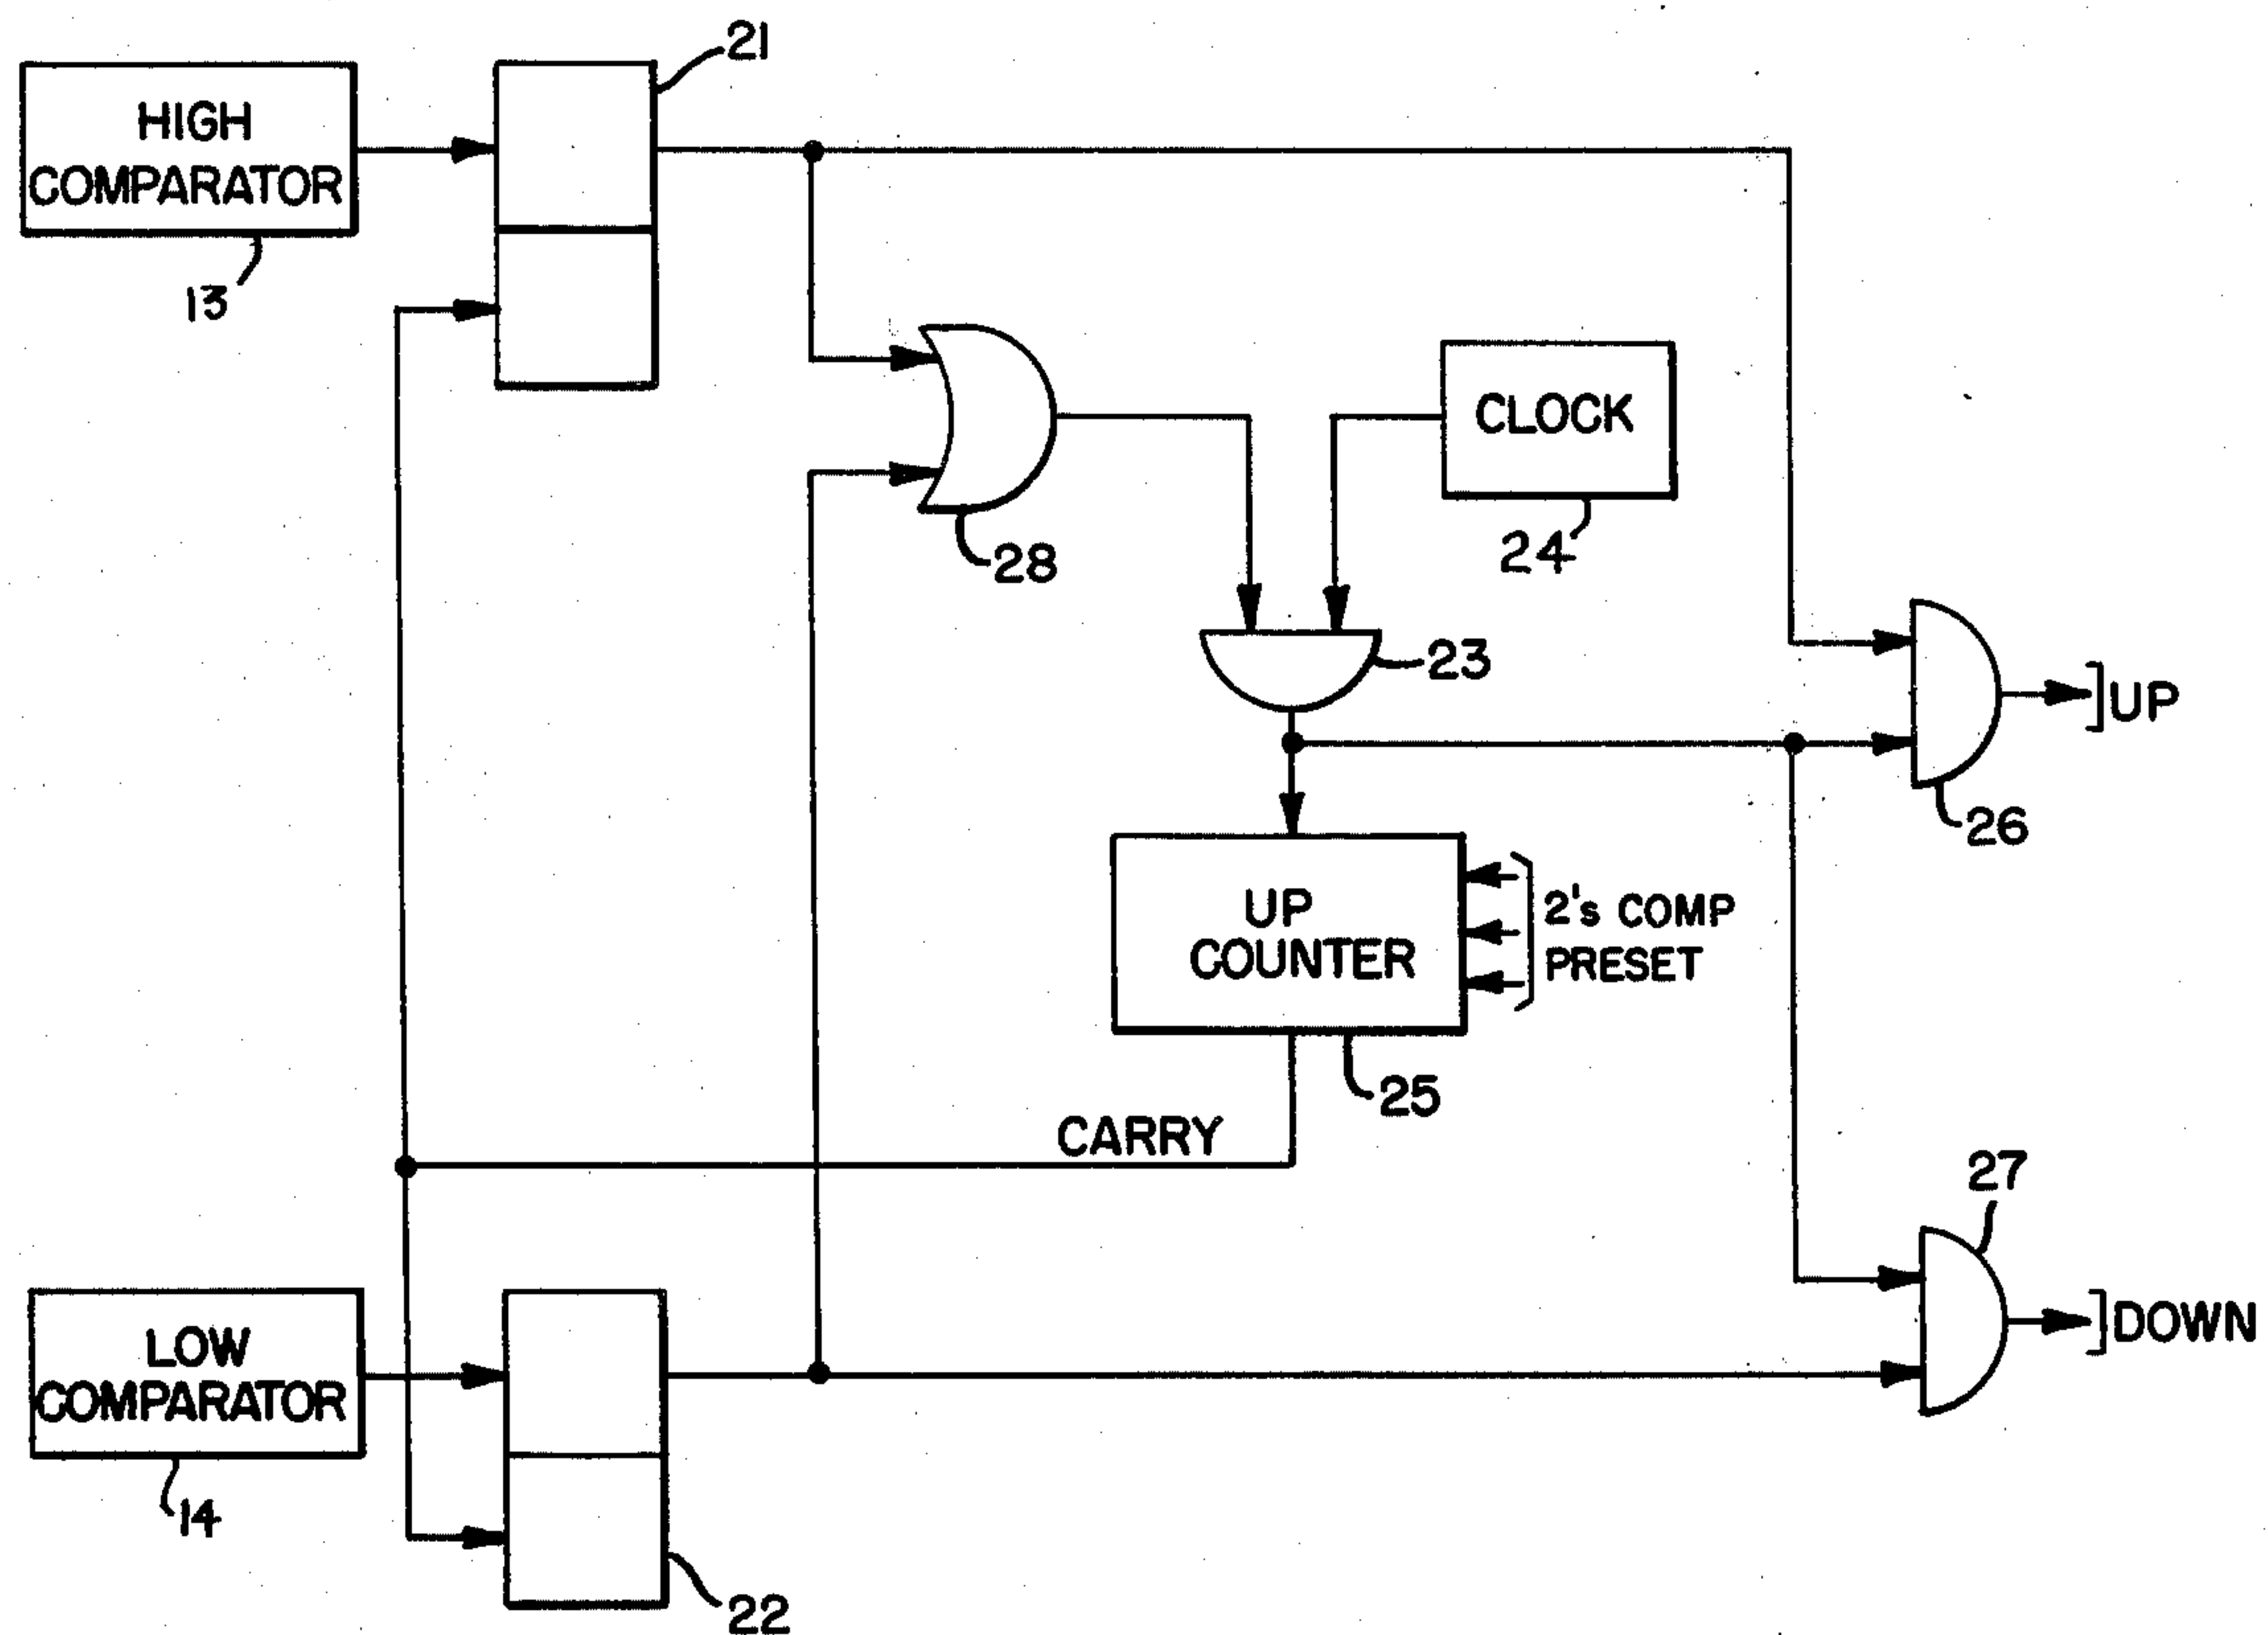 21
HIGH
COMPARATOR
13
CLOCK
28
24
23
UP
26
UP
COUNTER
2's COMP
PRESET
25
CARRY
27
LOW
COMPARATOR
DOWN
14
22